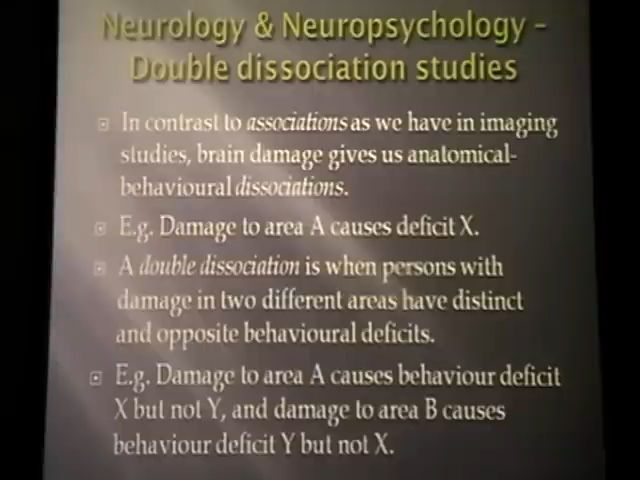 Neurology & Neuropsychology –
Double dissociation studies
In contrast to associations as we have in imaging
studies, brain damage gives us anatomical-
behavioural dissociations.
E.g. Damage to area A causes deficit X.
A double dissociation is when persons with
damage in two different areas have distinct
and opposite behavioural deficits.
E.g. Damage to area A causes behaviour deficit
X but not Y, and damage to area B causes
behaviour deficit Y but not X.